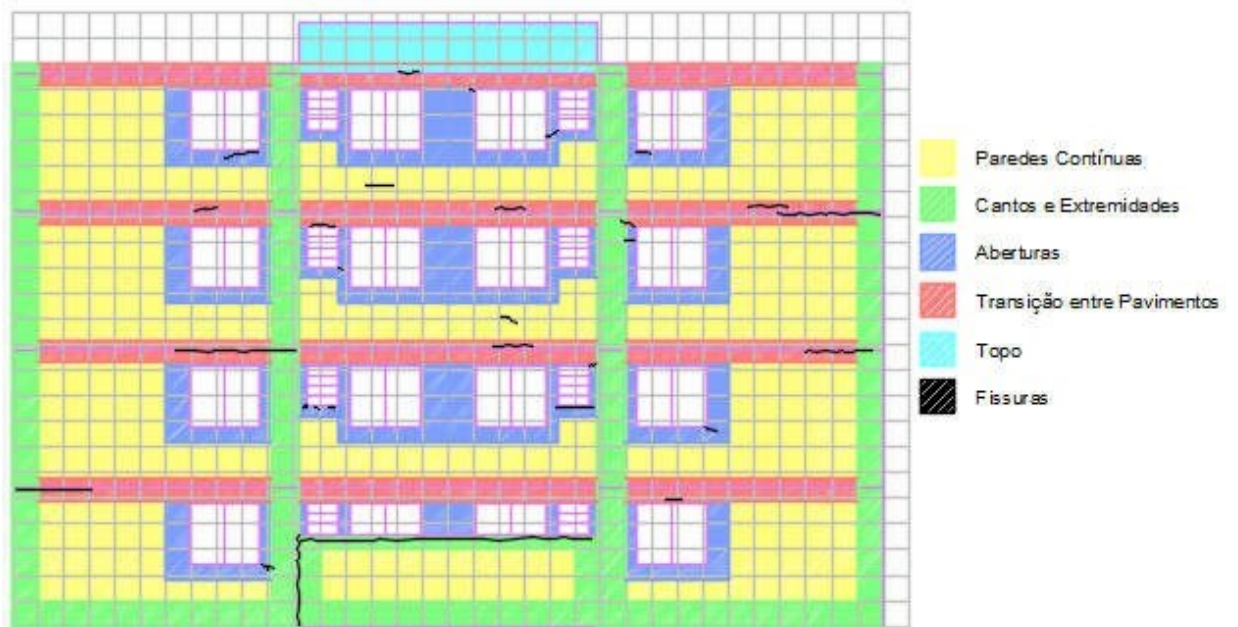 Paredes Contínuas
Cantos e Extremidades
Aberturas
Transição entre Pavimentos
Topo
Fissuras